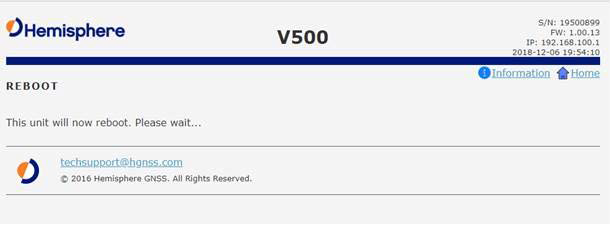 Hemisphere
V500
S/N: 19500899
FW: 1.00.13
IP: 192.168.100.1
2018-12-06 19:54:10
Information Home
REBOOT
This unit will now reboot. Please wait...
techsupport@hgnss.com
© 2016 Hemisphere GNSS. All Rights Reserved.